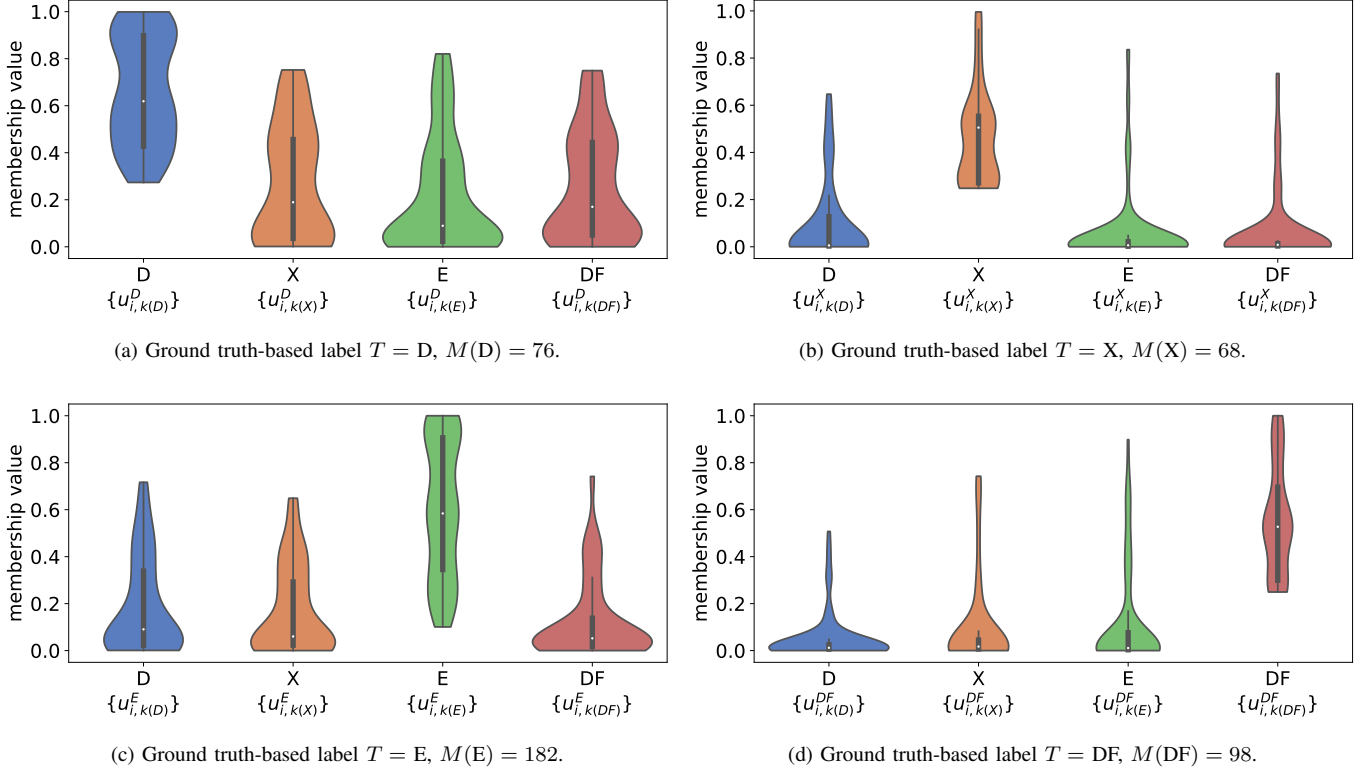 membership value
1.0
0.8
0.6
0.4
0.2
0.0
D X E DF
{u^D_{i, k(D)}} {u^D_{i, k(X)}} {u^D_{i, k(E)}} {u^D_{i, k(DF)}}
(a) Ground truth-based label T = D, M(D) = 76.
membership value
1.0
0.8
0.6
0.4
0.2
0.0
D X E DF
{u^X_{i, k(D)}} {u^X_{i, k(X)}} {u^X_{i, k(E)}} {u^X_{i, k(DF)}}
(b) Ground truth-based label T = X, M(X) = 68.
membership value
1.0
0.8
0.6
0.4
0.2
0.0
D X E DF
{u^E_{i, k(D)}} {u^E_{i, k(X)}} {u^E_{i, k(E)}} {u^E_{i, k(DF)}}
(c) Ground truth-based label T = E, M(E) = 182.
membership value
1.0
0.8
0.6
0.4
0.2
0.0
D X E DF
{u^{DF}_{i, k(D)}} {u^{DF}_{i, k(X)}} {u^{DF}_{i, k(E)}} {u^{DF}_{i, k(DF)}}
(d) Ground truth-based label T = DF, M(DF) = 98.